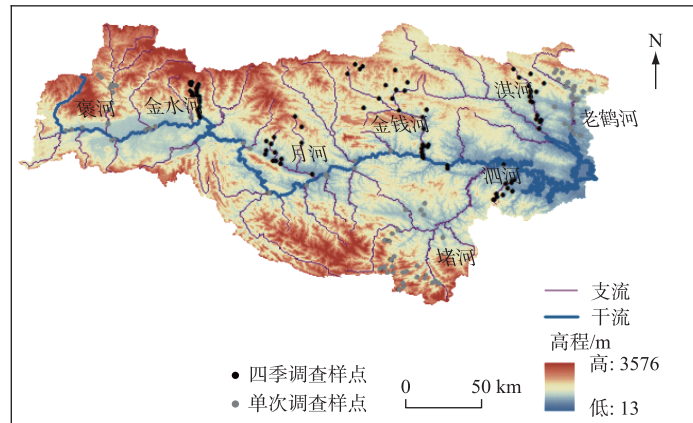 N
淇河
褒河
金水河
老鹤河
金钱河
月河
泗河
堵河
支流
干流
高程/m
四季调查样点
高: 3576
0 50 km
单次调查样点
低: 13